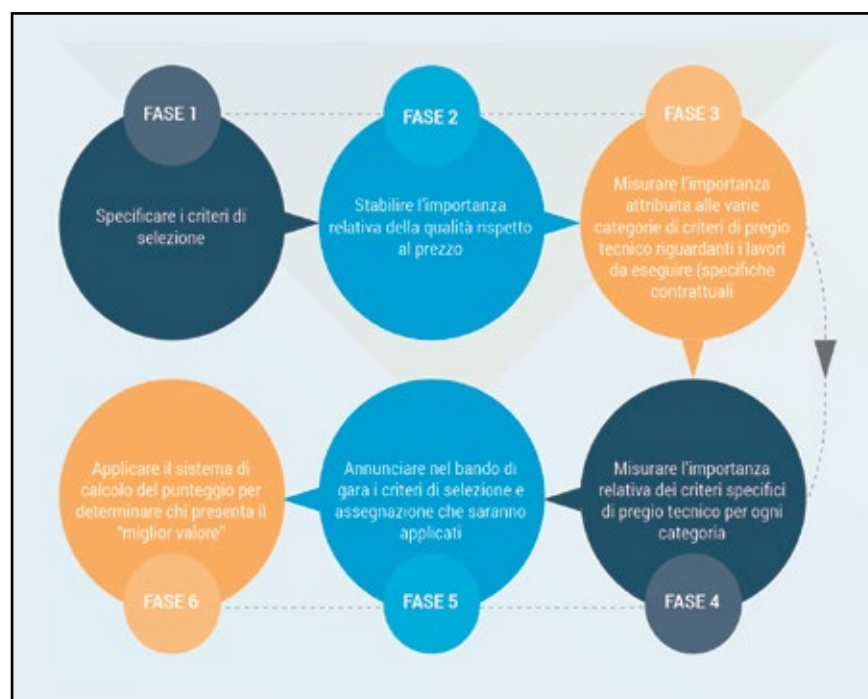 FASE 1
Specificare i criteri di
selezione
FASE 2
Stabilire l'importanza
relativa della qualità rispetto
al prezzo
FASE 3
Misurare l'importanza
attribuita alle varie
categorie di criteri di pregio
tecnico riguardanti i lavori
da eseguire (specifiche
contrattuali
Misurare l'importanza
relativa dei criteri specifici
di pregio tecnico per ogni
categoria
FASE 4
Annunciare nel bando di
gara i criteri di selezione e
assegnazione che saranno
applicati
FASE 5
Applicare il sistema di
calcolo del punteggio per
determinare chi presenta il
"miglior valore"
FASE 6